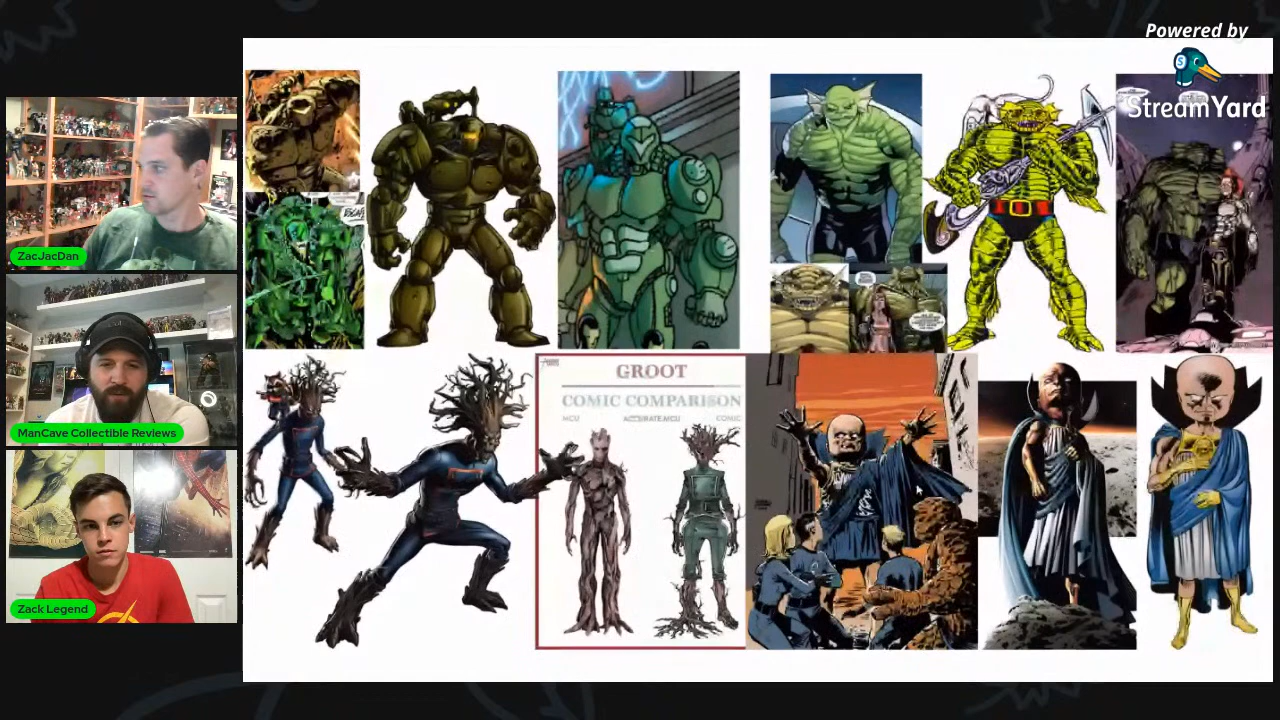 Powered by
StreamYard
ZacJacDan
ManCave Collectible Reviews
Zack Legend
GROOT
COMIC COMPARISON
MCU
ACCURATE MCU
COMIC